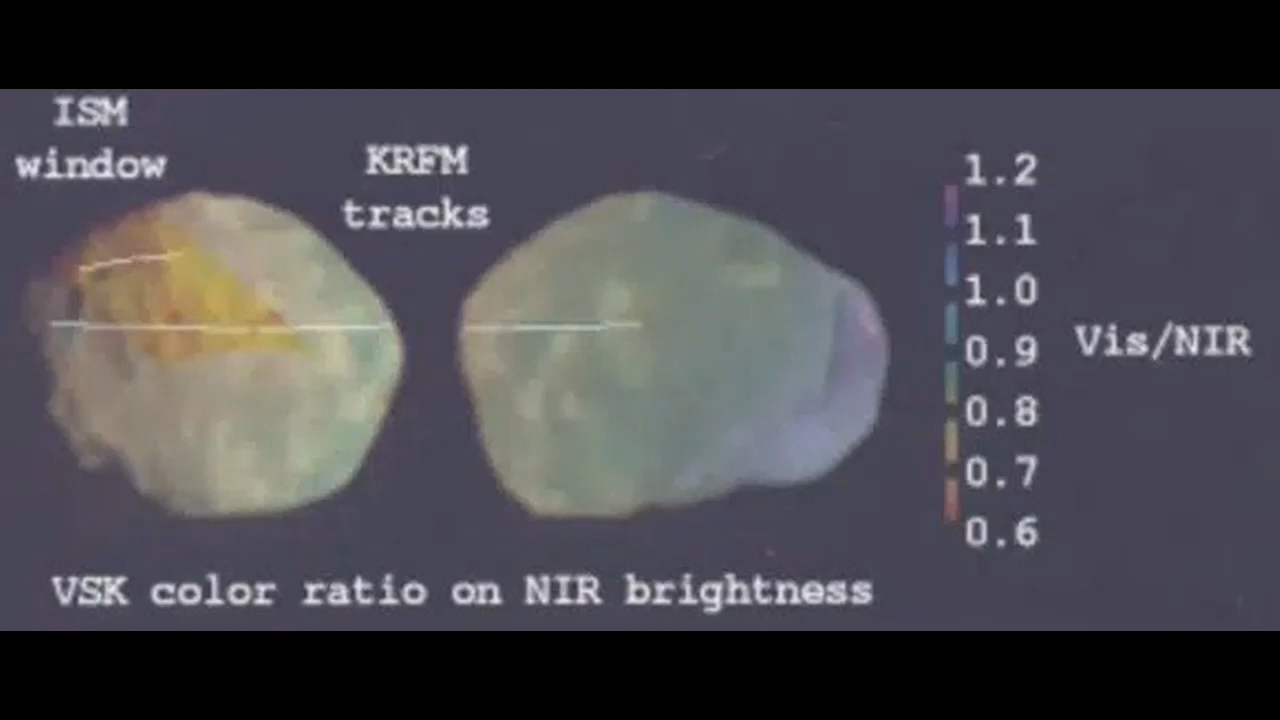 ISM
window
KRFM
tracks
1.2
1.1
1.0
0.9
0.8
0.7
0.6
Vis/NIR
VSK color ratio on NIR brightness